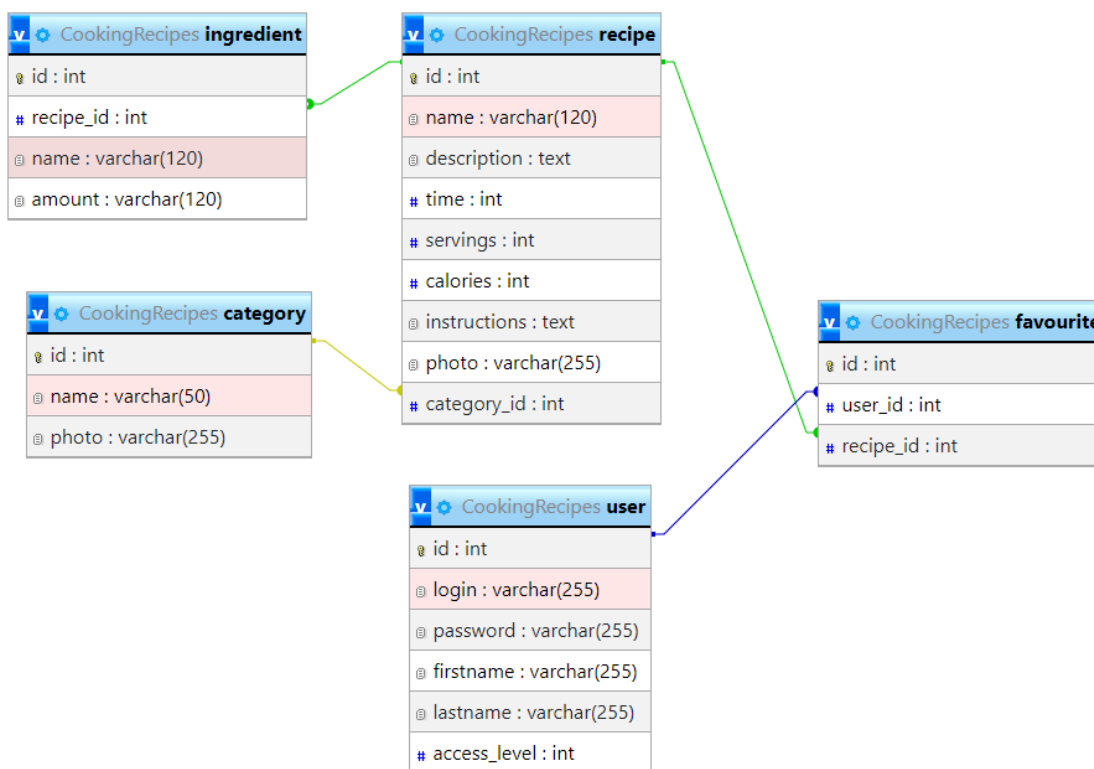 v CookingRecipes ingredient
id : int
# recipe_id : int
name : varchar(120)
amount : varchar(120)
v CookingRecipes recipe
id : int
name : varchar(120)
description : text
# time : int
# servings : int
# calories : int
instructions : text
photo : varchar(255)
# category_id : int
v CookingRecipes category
id : int
name : varchar(50)
photo : varchar(255)
v CookingRecipes favourite
id : int
# user_id : int
# recipe_id : int
v CookingRecipes user
id : int
login : varchar(255)
password : varchar(255)
firstname : varchar(255)
lastname : varchar(255)
# access_level : int